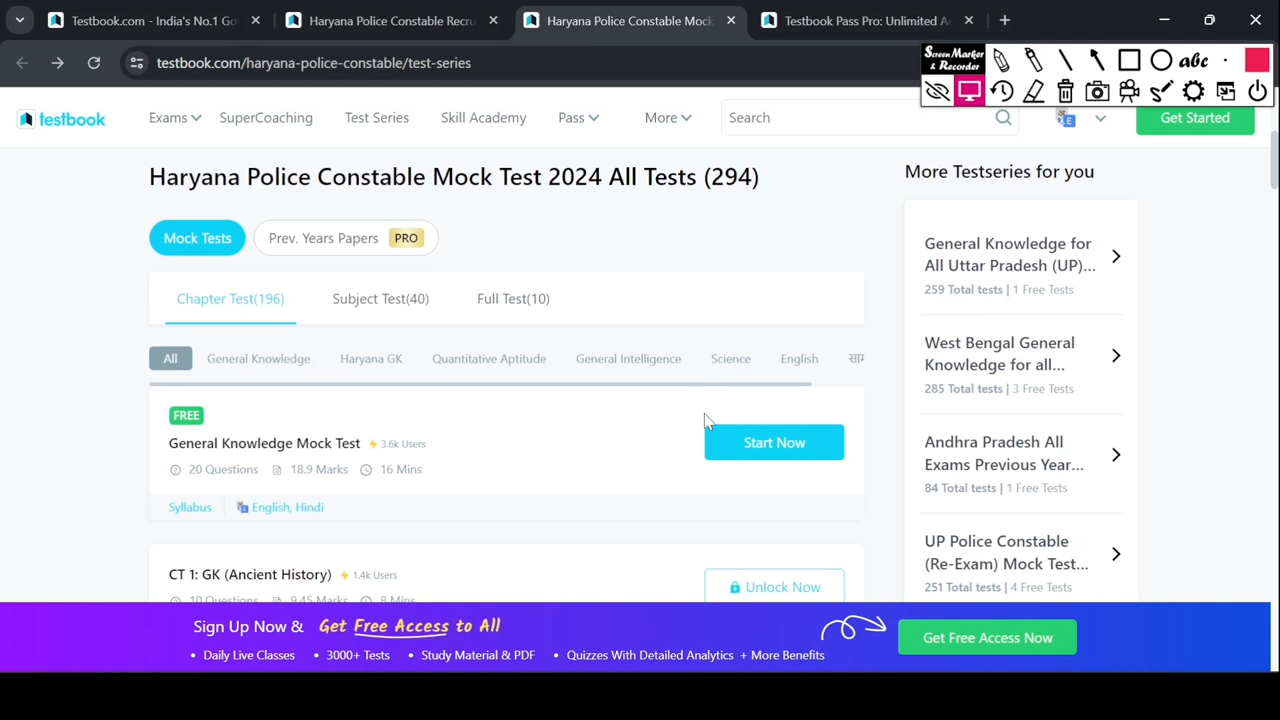 Testbook.com - India's No.1 Go
Haryana Police Constable Recru
Haryana Police Constable Mock
Testbook Pass Pro: Unlimited Ac
testbook.com/haryana-police-constable/test-series
Screen Marker
& Recorder
abc
testbook
Exams
SuperCoaching
Test Series
Skill Academy
Pass
More
Search
E
Get Started
Haryana Police Constable Mock Test 2024 All Tests (294)
Mock Tests
Prev. Years Papers PRO
Chapter Test(196)
Subject Test(40)
Full Test(10)
All
General Knowledge
Haryana GK
Quantitative Aptitude
General Intelligence
Science
English
साम
FREE
General Knowledge Mock Test 3.6k Users
20 Questions 18.9 Marks 16 Mins
Start Now
Syllabus
English, Hindi
CT 1: GK (Ancient History) 1.4k Users
10 Questions 9.45 Marks 8 Mins
Unlock Now
More Testseries for you
General Knowledge for
All Uttar Pradesh (UP)...
259 Total tests | 1 Free Tests
West Bengal General
Knowledge for all...
285 Total tests | 3 Free Tests
Andhra Pradesh All
Exams Previous Year...
84 Total tests | 1 Free Tests
UP Police Constable
(Re-Exam) Mock Test...
251 Total tests | 4 Free Tests
Sign Up Now & Get Free Access to All
• Daily Live Classes • 3000+ Tests • Study Material & PDF • Quizzes With Detailed Analytics + More Benefits
Get Free Access Now